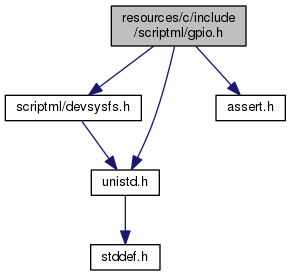 resources/c/include
/scriptml/gpio.h
scriptml/devsysfs.h
assert.h
unistd.h
stddef.h